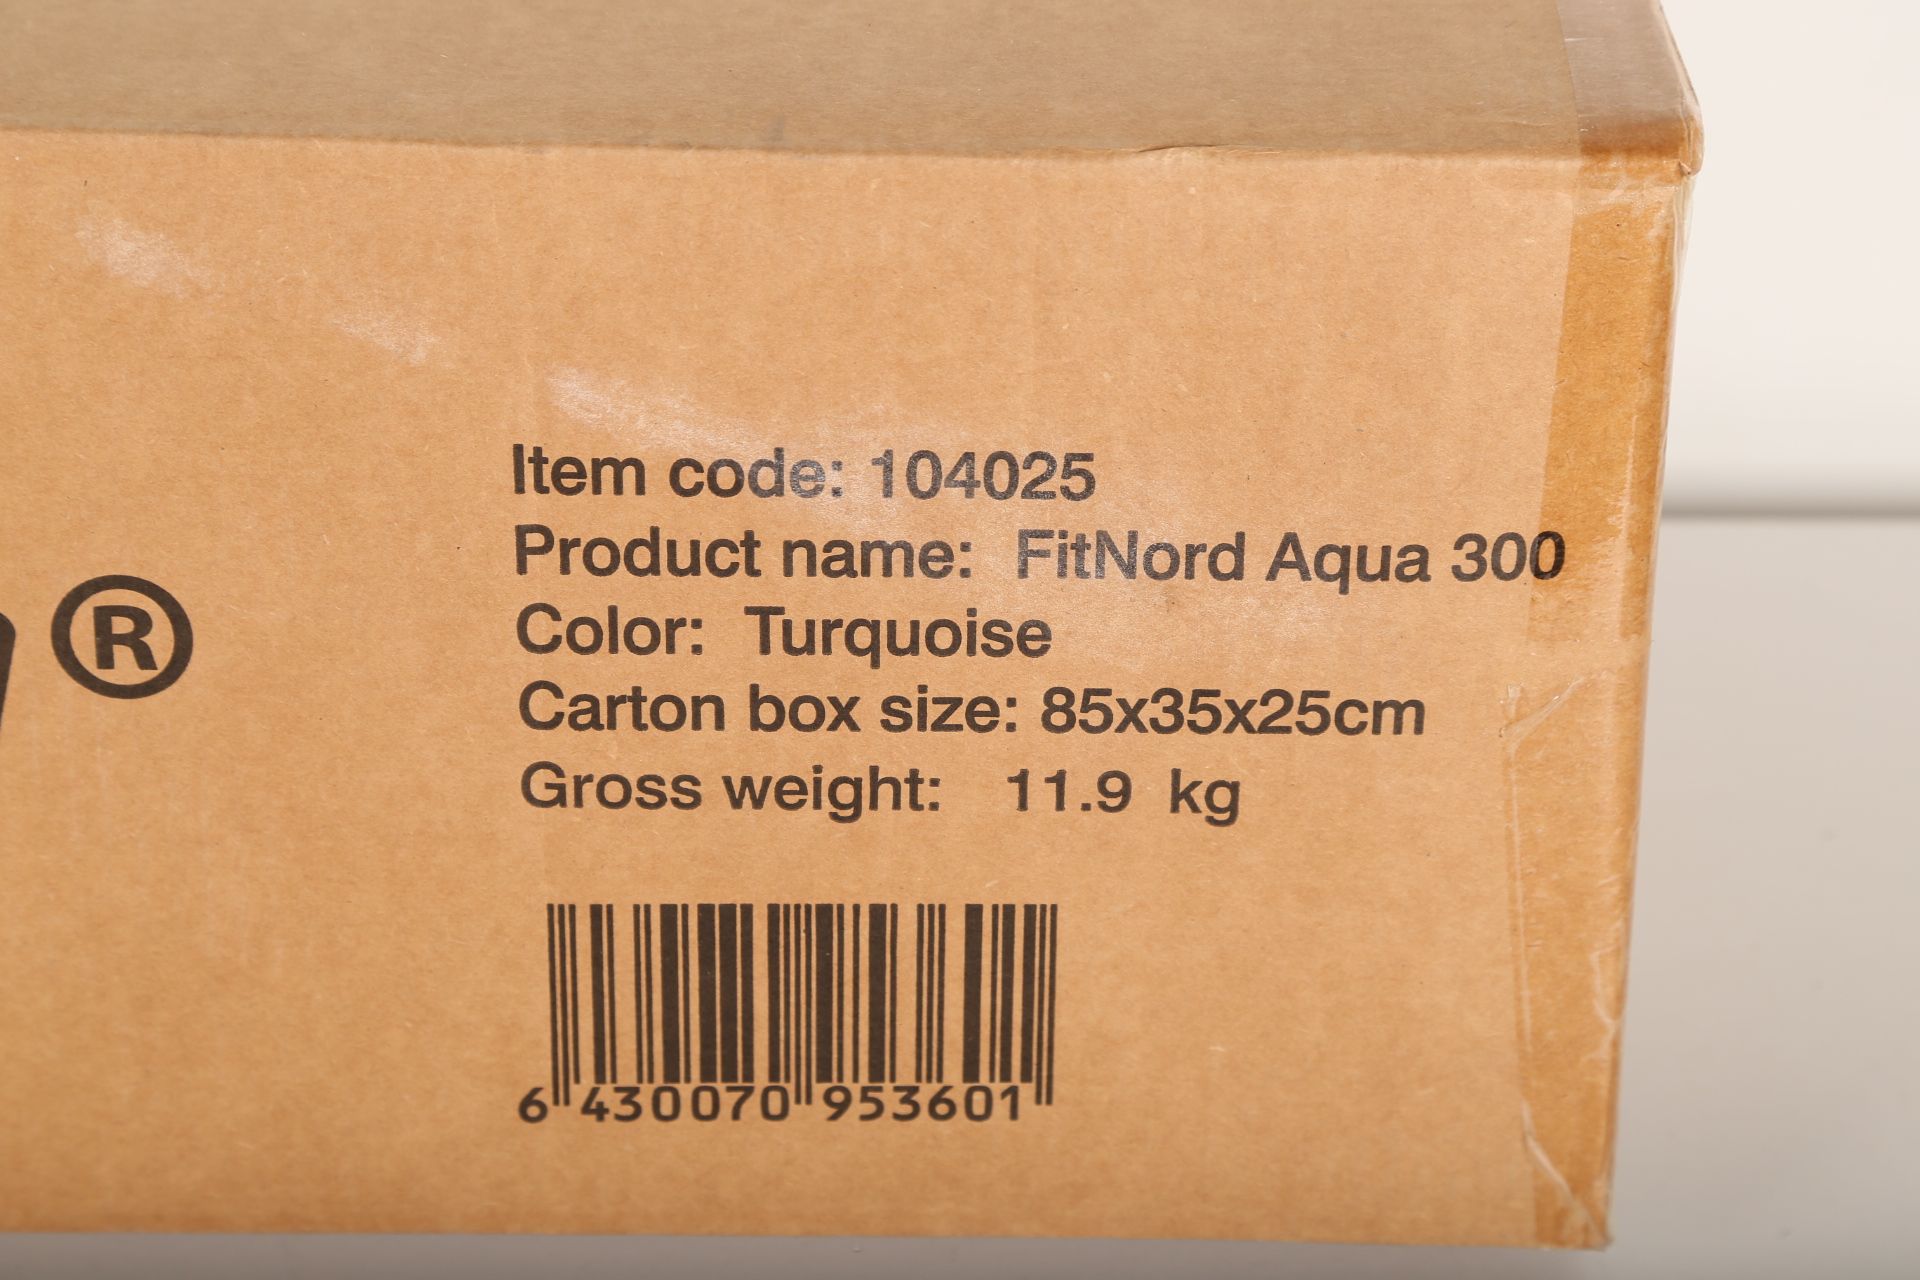 Item code: 104025
Product name: FitNord Aqua 300
®
Color: Turquoise
Carton box size: 85x35x25cm
Gross weight: 11.9 kg
6 430070 953601